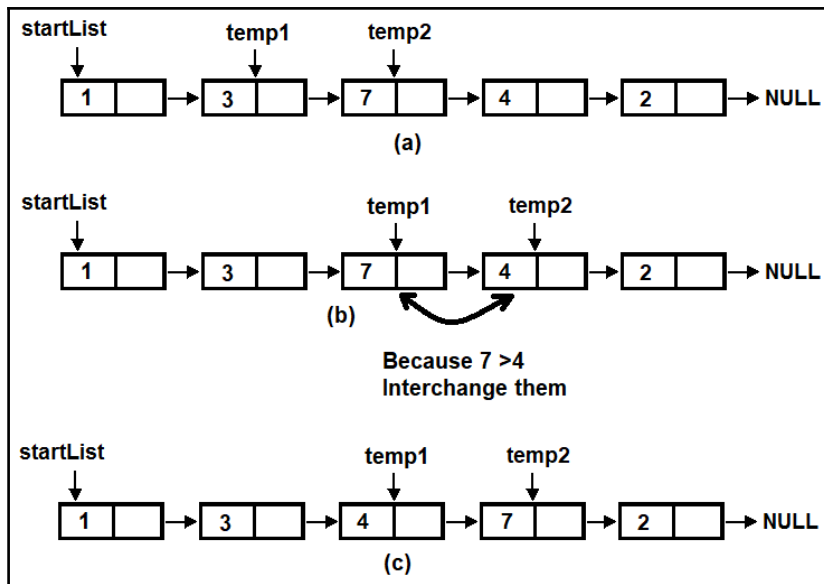 startList temp1 temp2
1 3 7 4 2 NULL
(a)
startList temp1 temp2
1 3 7 4 2 NULL
(b)
Because 7 >4
Interchange them
startList temp1 temp2
1 3 4 7 2 NULL
(c)